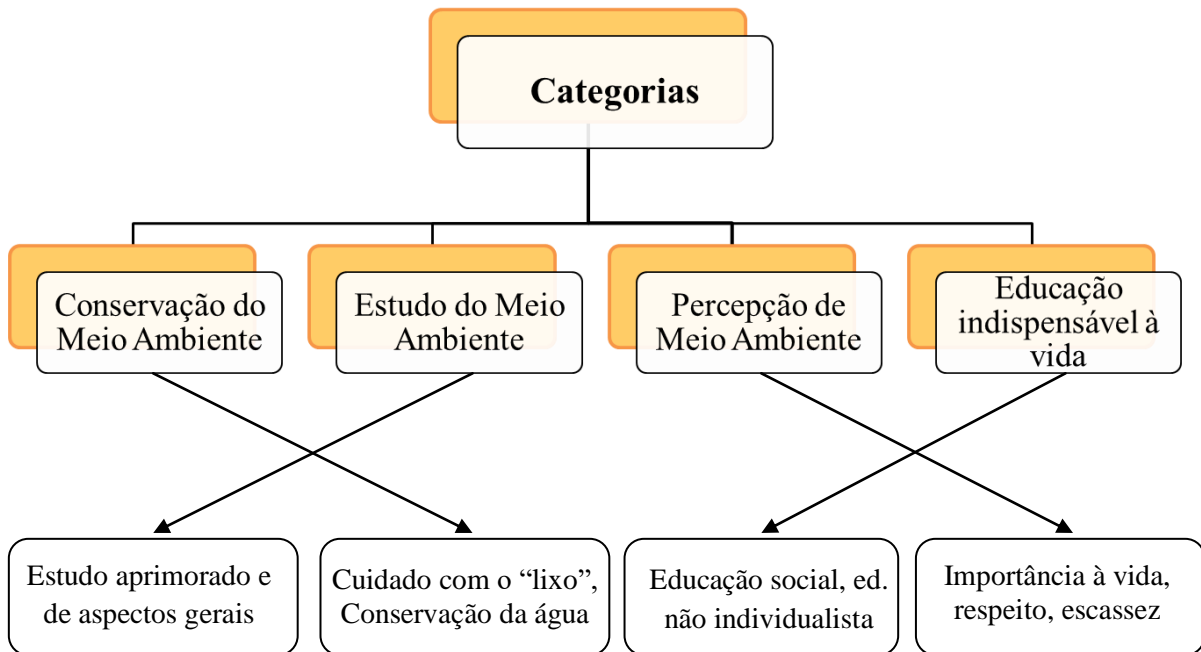 Categorias
Conservação do
Meio Ambiente
Estudo do Meio
Ambiente
Percepção de
Meio Ambiente
Educação
indispensável à
vida
Estudo aprimorado e
de aspectos gerais
Cuidado com o “lixo”,
Conservação da água
Educação social, ed.
não individualista
Importância à vida,
respeito, escassez